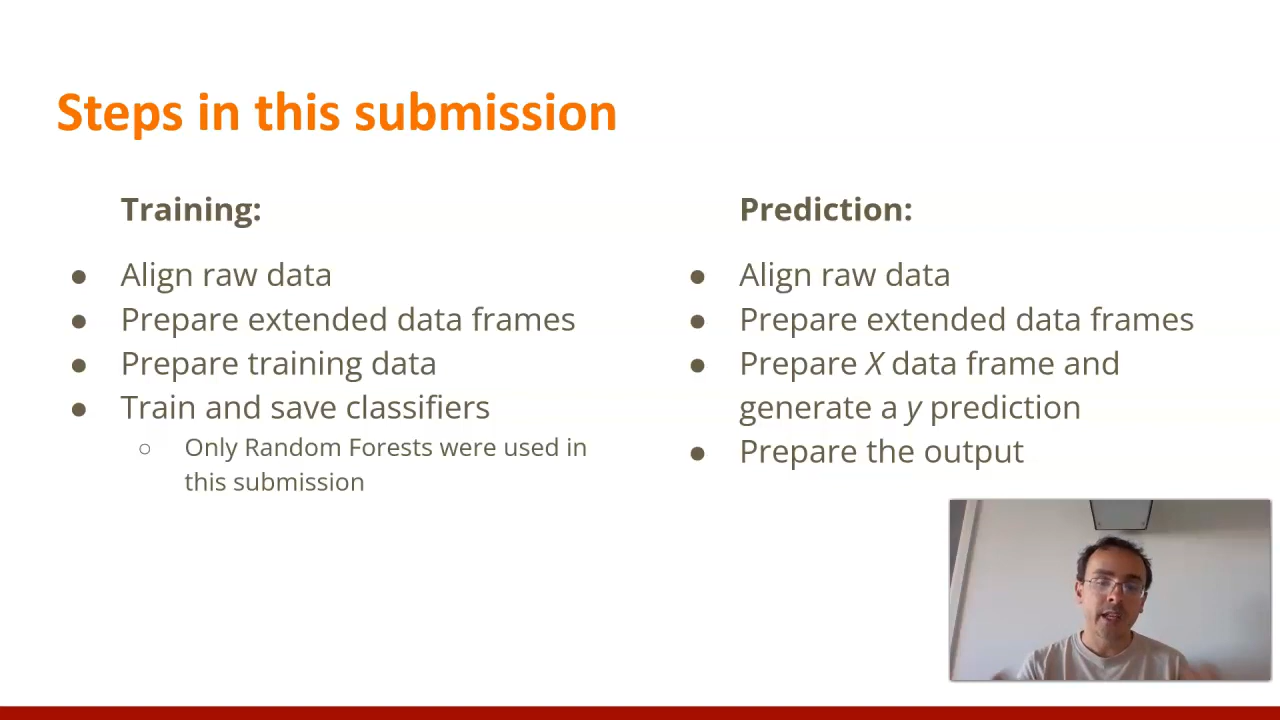 Steps in this submission
Training:
● Align raw data
● Prepare extended data frames
● Prepare training data
● Train and save classifiers
○ Only Random Forests were used in
this submission
Prediction:
● Align raw data
● Prepare extended data frames
● Prepare X data frame and
generate a y prediction
● Prepare the output